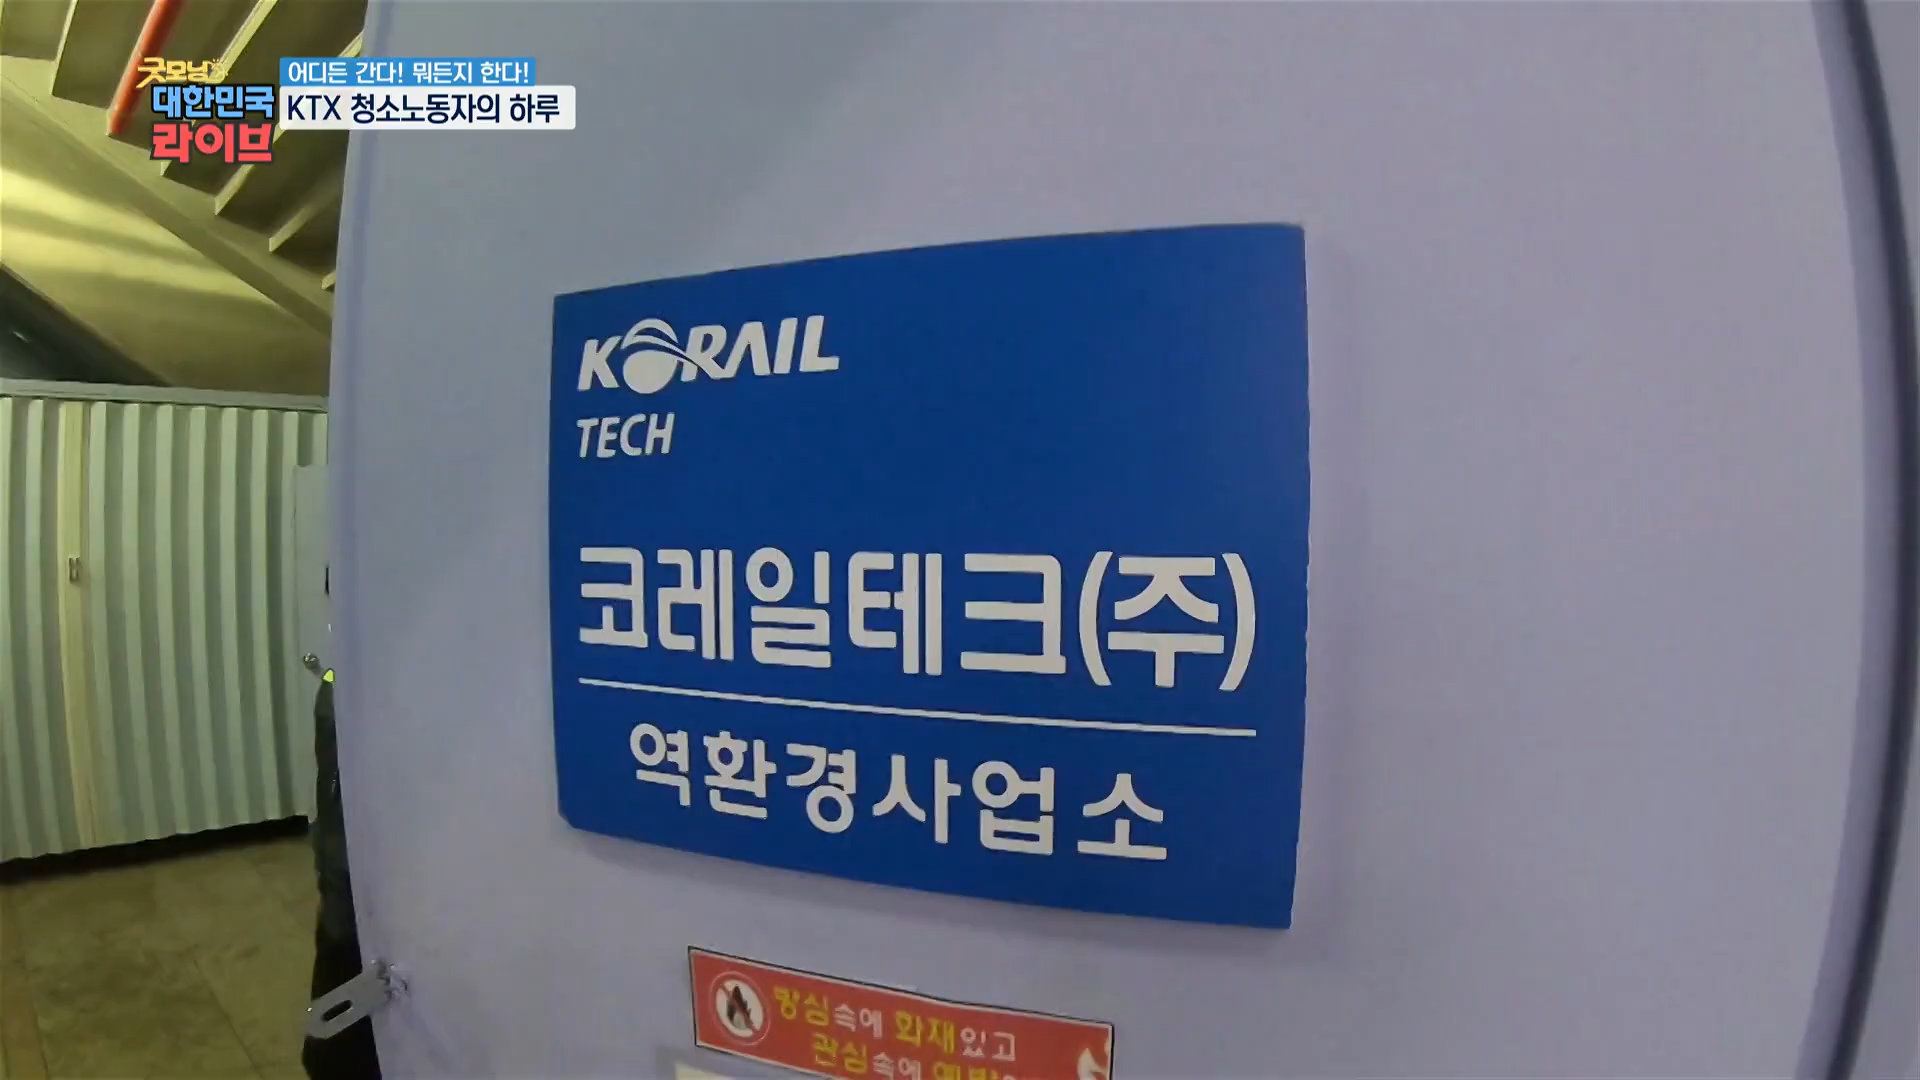 굿모닝
대한민국
라이브
어디든 간다! 뭐든지 한다!
KTX 청소노동자의 하루
KORAIL
TECH
코레일테크(주)
역환경사업소
방심속에 화재있고
관심속에